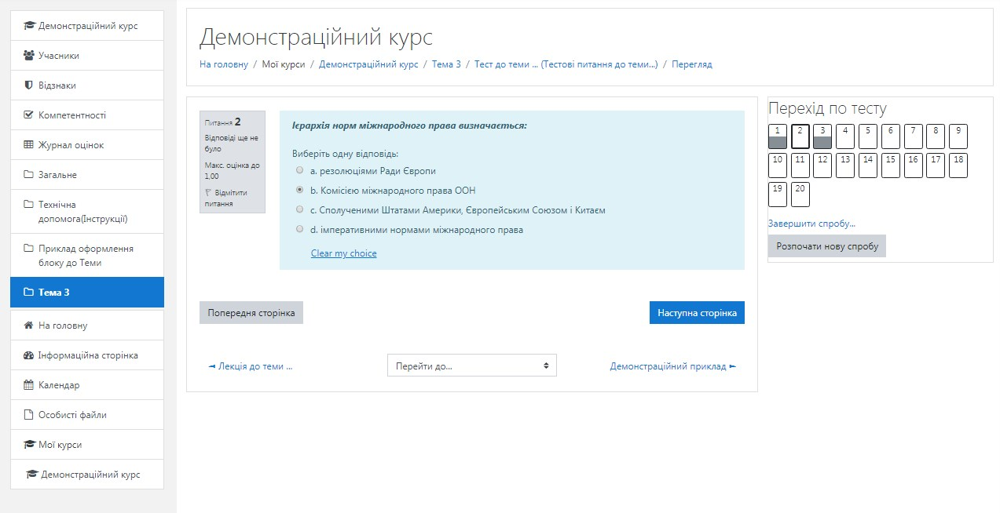 Демонстраційний курс
Учасники
Відзнаки
Компетентності
Журнал оцінок
Загальне
Технічна
допомога(Інструкції)
Приклад оформлення
блоку до Теми
Тема 3
На головну
Інформаційна сторінка
Календар
Особисті файли
Мої курси
Демонстраційний курс
Демонстраційний курс
На головну / Мої курси / Демонстраційний курс / Тема 3 / Тест до теми ... (Тестові питання до теми...) / Перегляд
Питання 2
Відповіді ще не
було
Макс. оцінка до
1,00
Відмітити
питання
Ієрархія норм міжнародного права визначається:
Виберіть одну відповідь:
a. резолюціями Ради Європи
b. Комісією міжнародного права ООН
c. Сполученими Штатами Америки, Європейським Союзом і Китаєм
d. імперативними нормами міжнародного права
Clear my choice
Попередня сторінка
Наступна сторінка
◄ Лекція до теми ...
Перейти до...
Демонстраційний приклад ►
Перехід по тесту
1 2 3 4 5 6 7 8 9
10 11 12 13 14 15 16 17 18
19 20
Завершити спробу...
Розпочати нову спробу